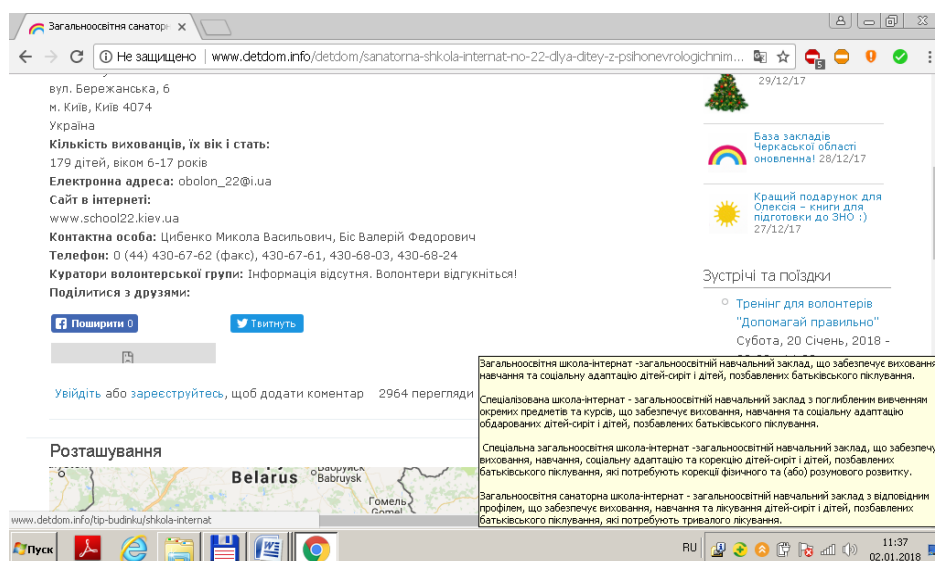 Загальноосвітня санаторн
Не защищено | www.detdom.info/detdom/sanatorna-shkola-internat-no-22-dlya-ditey-z-psihonevrologichnim...
5
вул. Бережанська, 6
м. Київ, Київ 4074
Україна
Кількість вихованців, їх вік і стать:
179 дітей, віком 6-17 років
Електронна адреса: obolon_22@i.ua
Сайт в інтернеті:
www.school22.kiev.ua
Контактна особа: Цибенко Микола Васильович, Біс Валерій Федорович
Телефон: 0 (44) 430-67-62 (факс), 430-67-61, 430-68-03, 430-68-24
Куратори волонтерської групи: Інформація відсутня. Волонтери відгукніться!
Поділитися з друзями:
Поширити 0
Твитнуть
Увійдіть або зареєструйтесь, щоб додати коментар 2964 перегляди
Розташування
Belarus
Babruysk
Гомель
Gomel
29/12/17
База закладів
Черкаської області
оновленна! 28/12/17
Кращий подарунок для
Олексія – книги для
підготовки до ЗНО :)
27/12/17
Зустрічі та поїздки
Тренінг для волонтерів
"Допомагай правильно"
Субота, 20 Січень, 2018 -
Загальноосвітня школа-інтернат -загальноосвітній навчальний заклад, що забезпечує виховання
навчання та соціальну адаптацію дітей-сиріт і дітей, позбавлених батьківського піклування.
Спеціалізована школа-інтернат - загальноосвітній навчальний заклад з поглибленим вивченням
окремих предметів та курсів, що забезпечує виховання, навчання та соціальну адаптацію
обдарованих дітей-сиріт і дітей, позбавлених батьківського піклування.
Спеціальна загальноосвітня школа-інтернат -загальноосвітній навчальний заклад, що забезпечу
виховання, навчання, соціальну адаптацію та корекцію дітей-сиріт і дітей, позбавлених
батьківського піклування, які потребують корекції фізичного та (або) розумового розвитку.
Загальноосвітня санаторна школа-інтернат - загальноосвітній навчальний заклад з відповідним
профілем, що забезпечує виховання, навчання та лікування дітей-сиріт і дітей, позбавлених
батьківського піклування, які потребують тривалого лікування.
www.detdom.info/tip-budinku/shkola-internat
Пуск
RU
11:37
02.01.2018